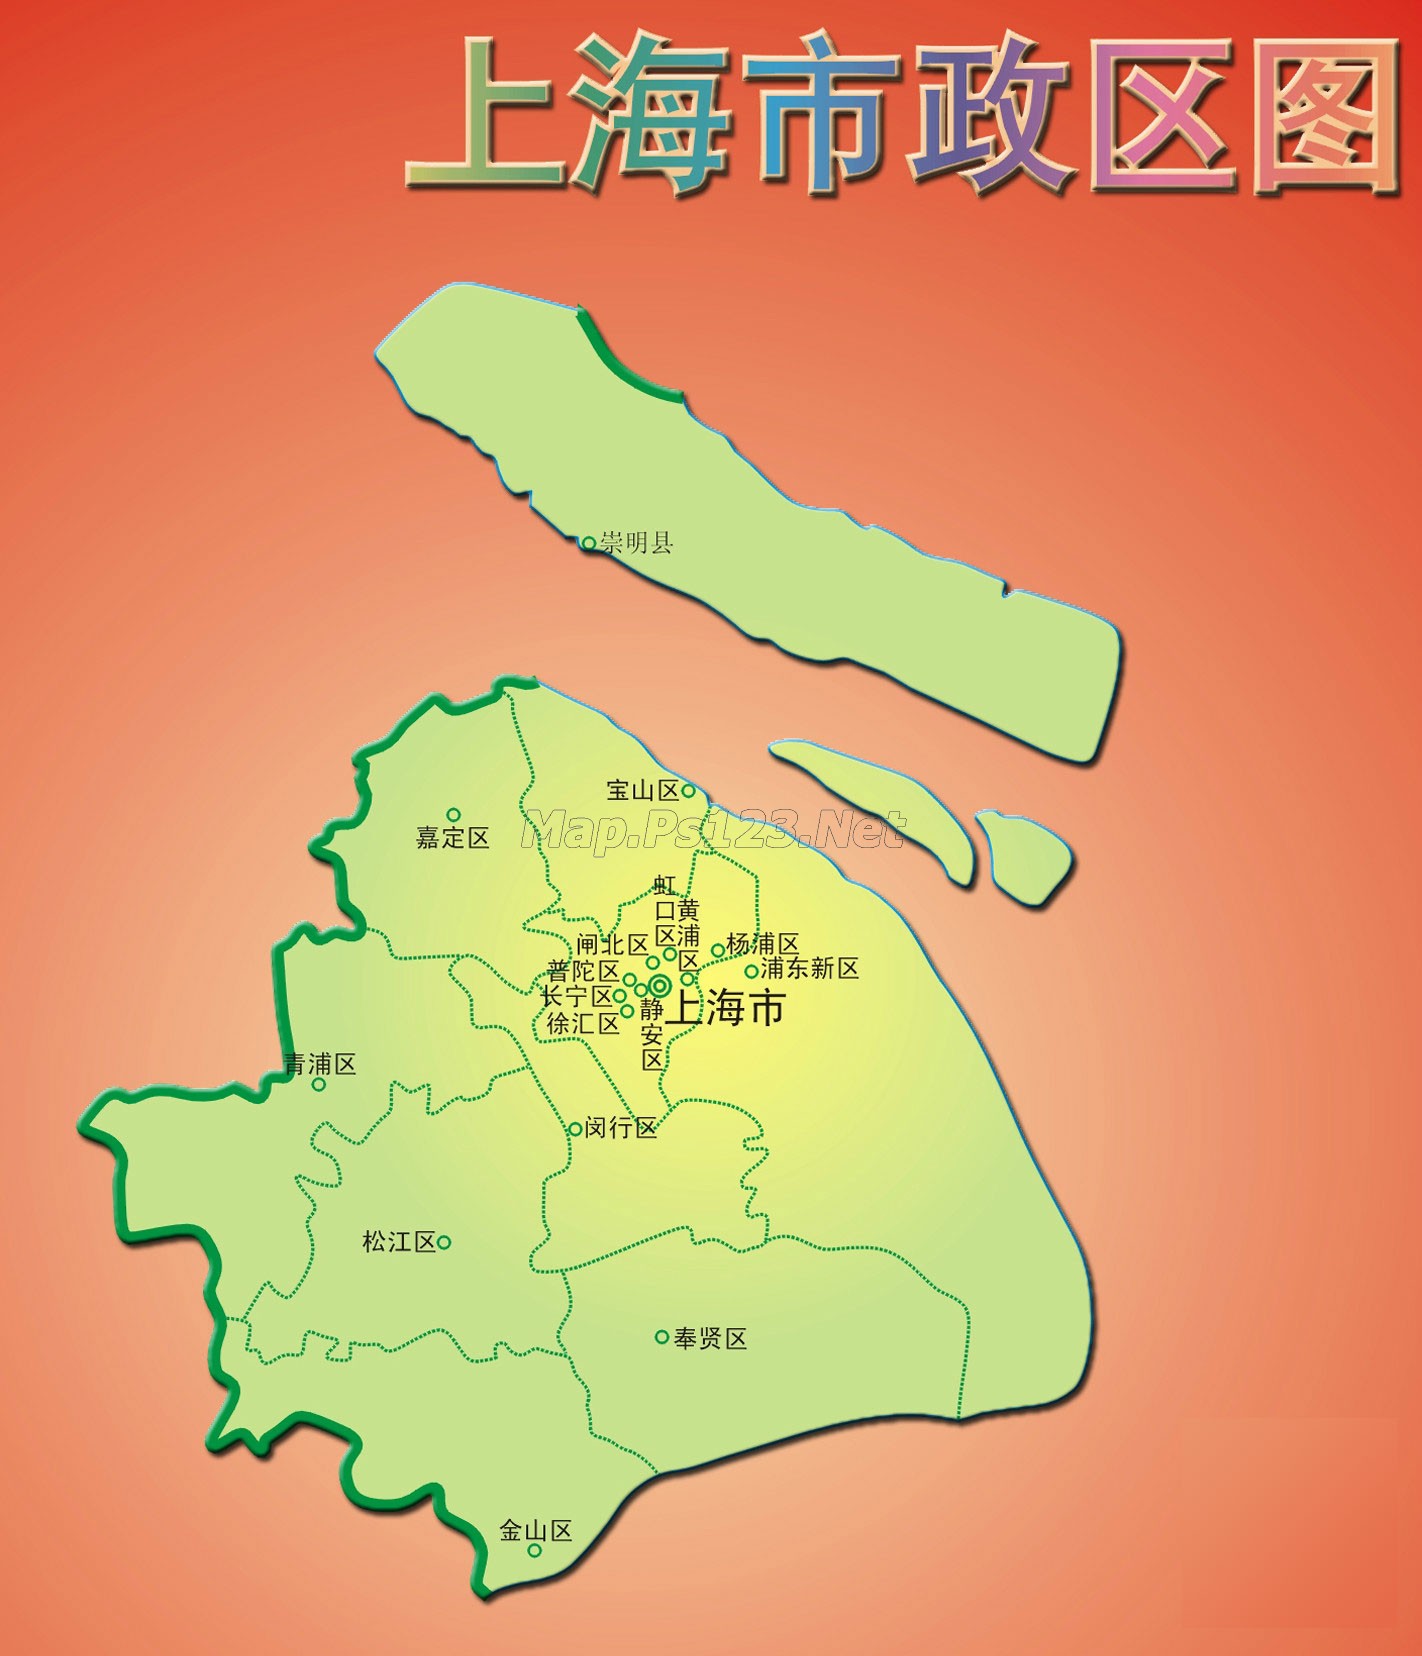 上海市政区图
崇明县
宝山区
嘉定区
Map.Ps123.Net
虹口区
黄浦区
闸北区
杨浦区
普陀区
浦东新区
长宁区
上海市
徐汇区
静安区
青浦区
闵行区
松江区
奉贤区
金山区